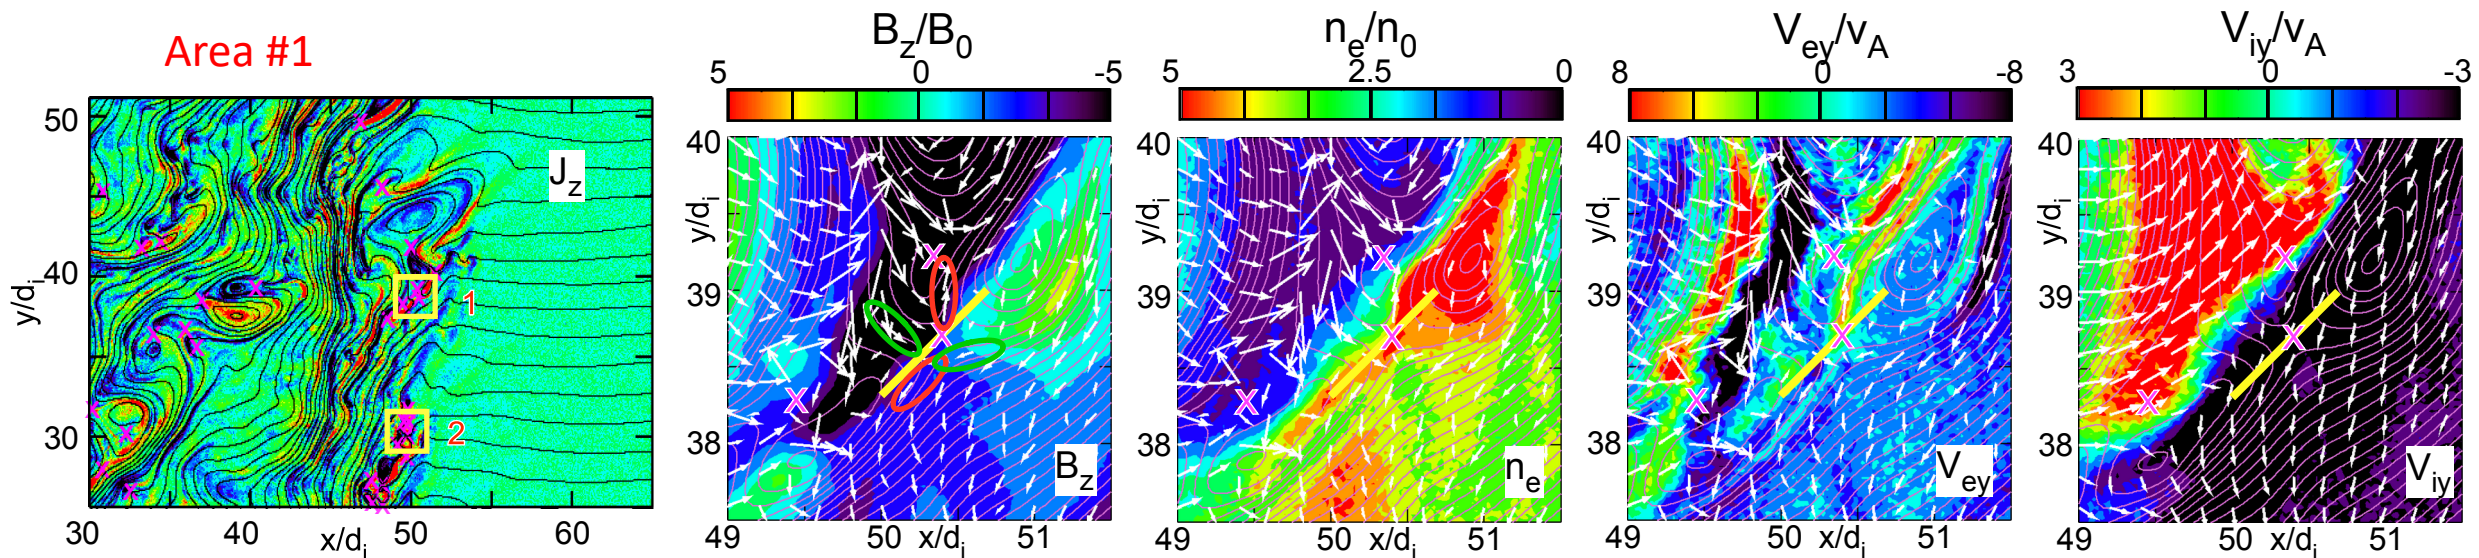 Area #1
50
40
30
y/d_i
30
40
50
60
x/d_i
J_z
1
2
X
B_z/B_0
5
0
-5
40
39
38
y/d_i
49
50
x/d_i
51
B_z
X
X
X
n_e/n_0
5
2.5
0
40
39
38
y/d_i
49
50
x/d_i
51
n_e
X
X
X
V_ey/v_A
8
0
-8
40
39
38
y/d_i
49
50
x/d_i
51
V_ey
X
X
X
V_iy/v_A
3
0
-3
40
39
38
y/d_i
49
50
x/d_i
51
V_iy
X
X
X